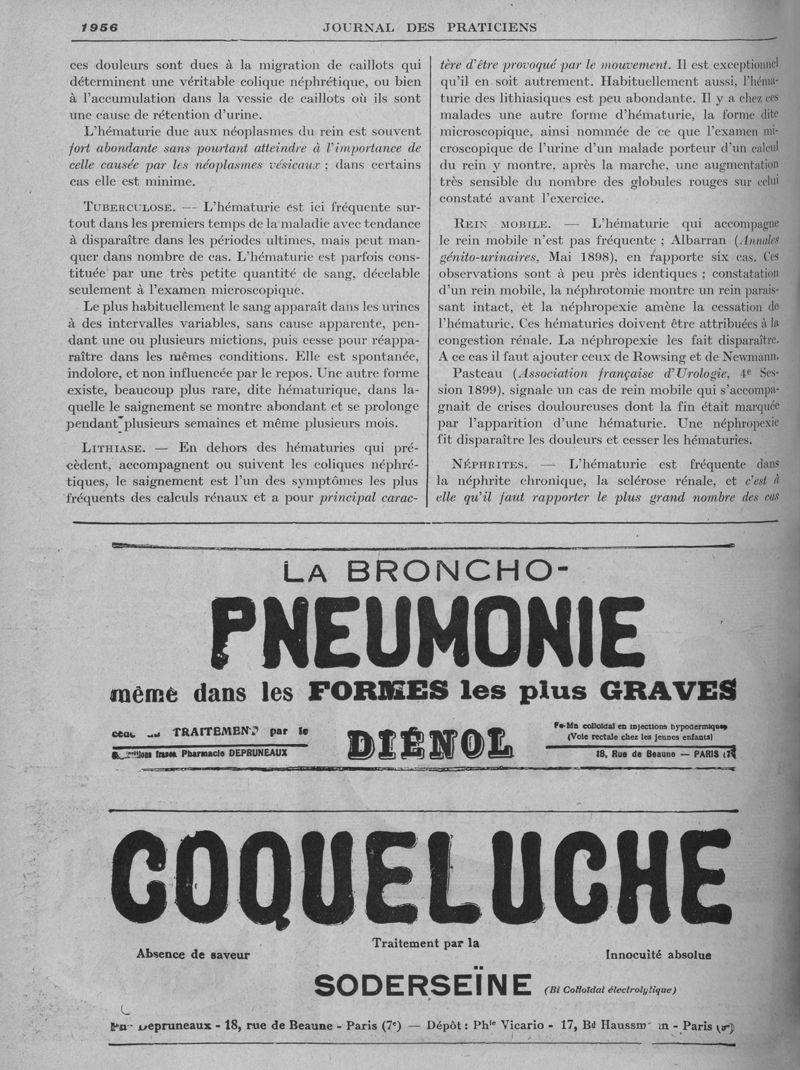 1956
JOURNAL DES PRATICIENS
ces douleurs sont dues à la migration de caillots qui
déterminent une véritable colique néphrétique, ou bien
à l'accumulation dans la vessie de caillots où ils sont
une cause de rétention d'urine.
L'hématurie due aux néoplasmes du rein est souvent
fort abondante sans pourtant atteindre à l'importance de
celle causée par les néoplasmes vésicaux ; dans certains
cas elle est minime.
TUBERCULOSE. — L'hématurie est ici fréquente sur-
tout dans les premiers temps de la maladie avec tendance
à disparaître dans les périodes ultimes, mais peut man-
quer dans nombre de cas. L'hématurie est parfois cons-
tituée par une très petite quantité de sang, décelable
seulement à l'examen microscopique.
Le plus habituellement le sang apparaît dans les urines
à des intervalles variables, sans cause apparente, pen-
dant une ou plusieurs mictions, puis cesse pour réappa-
raître dans les mêmes conditions. Elle est spontanée,
indolore, et non influencée par le repos. Une autre forme
existe, beaucoup plus rare, dite hématurique, dans la-
quelle le saignement se montre abondant et se prolonge
pendant plusieurs semaines et même plusieurs mois.
LITHIASE. — En dehors des hématuries qui pré-
cèdent, accompagnent ou suivent les coliques néphré-
tiques, le saignement est l'un des symptômes les plus
fréquents des calculs rénaux et a pour principal carac-
tère d'être provoqué par le mouvement. Il est exceptionnel
qu'il en soit autrement. Habituellement aussi, l'héma-
turie des lithiasiques est peu abondante. Il y a chez ces
malades une autre forme d'hématurie, la forme dite
microscopique, ainsi nommée de ce que l'examen mi-
croscopique de l'urine d'un malade porteur d'un calcul
du rein y montre, après la marche, une augmentation
très sensible du nombre des globules rouges sur celui
constaté avant l'exercice.
REIN MOBILE. — L'hématurie qui accompagne
le rein mobile n'est pas fréquente ; Albarran (Annales
génito-urinaires, Mai 1898), en rapporte six cas. Ces
observations sont à peu près identiques ; constatation
d'un rein mobile, la néphrotomie montre un rein parais-
sant intact, et la néphropexie amène la cessation de
l'hématurie. Ces hématuries doivent être attribuées à la
congestion rénale. La néphropexie les fait disparaître.
A ce cas il faut ajouter ceux de Rowsing et de Newmann.
Pasteau (Association française d'Urologie, 4e Ses-
sion 1899), signale un cas de rein mobile qui s'accompa-
gnait de crises douloureuses dont la fin était marquée
par l'apparition d'une hématurie. Une néphropexie
fit disparaître les douleurs et cesser les hématuries.
NÉPHRITES. — L'hématurie est fréquente dans
la néphrite chronique, la sclérose rénale, et c'est à
elle qu'il faut rapporter le plus grand nombre des cas
LA BRONCHO-
PNEUMONIE
même dans les FORMES les plus GRAVES
TRAITEMENT par le
Pharmacie DEPRUNEAUX
DIÉNOL
Fe-Mn colloïdal en injections hypodermiques
(Voie rectale chez les jeunes enfants)
18, Rue de Beaune — PARIS
COQUELUCHE
Traitement par la
Absence de saveur
Innocuité absolue
SODERSEÏNE (Bi Colloïdal électrolytique)
Depruneaux - 18, rue de Beaune - Paris (7e) — Dépôt : Phie Vicario - 17, Bd Haussmann - Paris